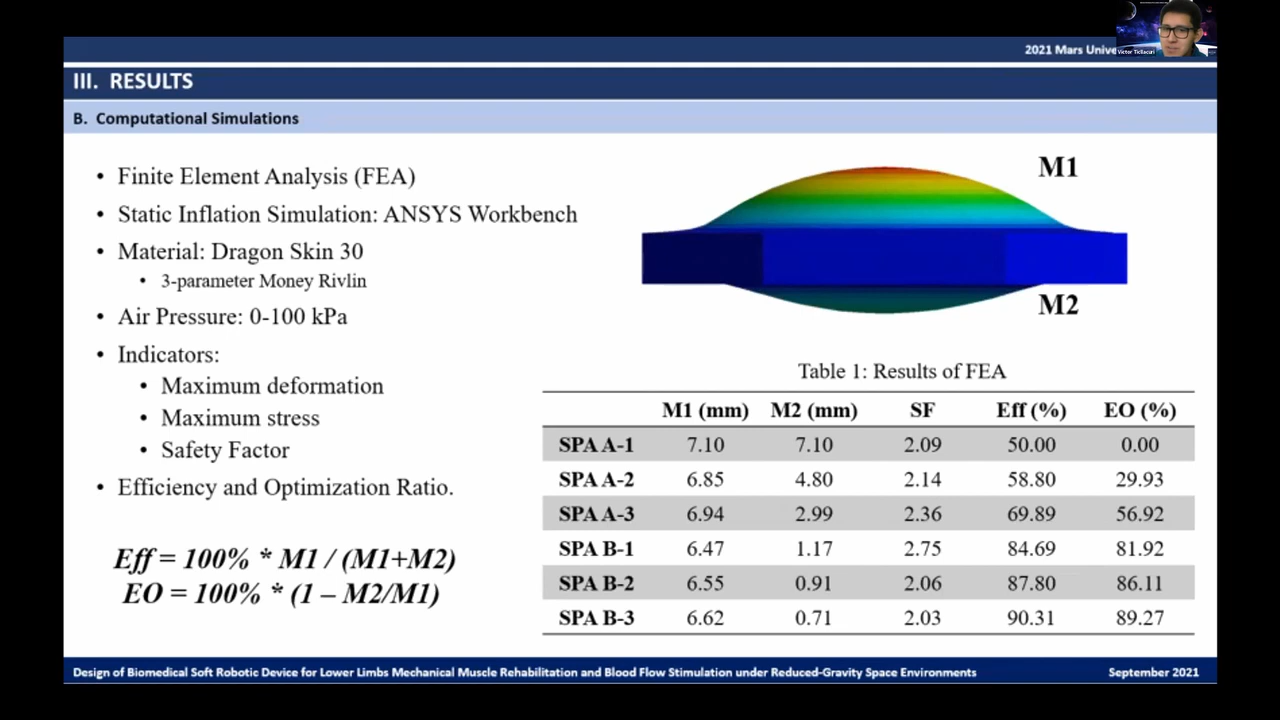 2021 Mars Unive
Victor Ticllacuri
III. RESULTS
B. Computational Simulations
• Finite Element Analysis (FEA)
• Static Inflation Simulation: ANSYS Workbench
• Material: Dragon Skin 30
• 3-parameter Money Rivlin
• Air Pressure: 0-100 kPa
• Indicators:
• Maximum deformation
• Maximum stress
• Safety Factor
• Efficiency and Optimization Ratio.
Eff = 100% * M1 / (M1+M2)
EO = 100% * (1 – M2/M1)
M1
M2
Table 1: Results of FEA
M1 (mm) M2 (mm) SF Eff (%) EO (%)
SPA A-1 7.10 7.10 2.09 50.00 0.00
SPA A-2 6.85 4.80 2.14 58.80 29.93
SPA A-3 6.94 2.99 2.36 69.89 56.92
SPA B-1 6.47 1.17 2.75 84.69 81.92
SPA B-2 6.55 0.91 2.06 87.80 86.11
SPA B-3 6.62 0.71 2.03 90.31 89.27
Design of Biomedical Soft Robotic Device for Lower Limbs Mechanical Muscle Rehabilitation and Blood Flow Stimulation under Reduced-Gravity Space Environments
September 2021